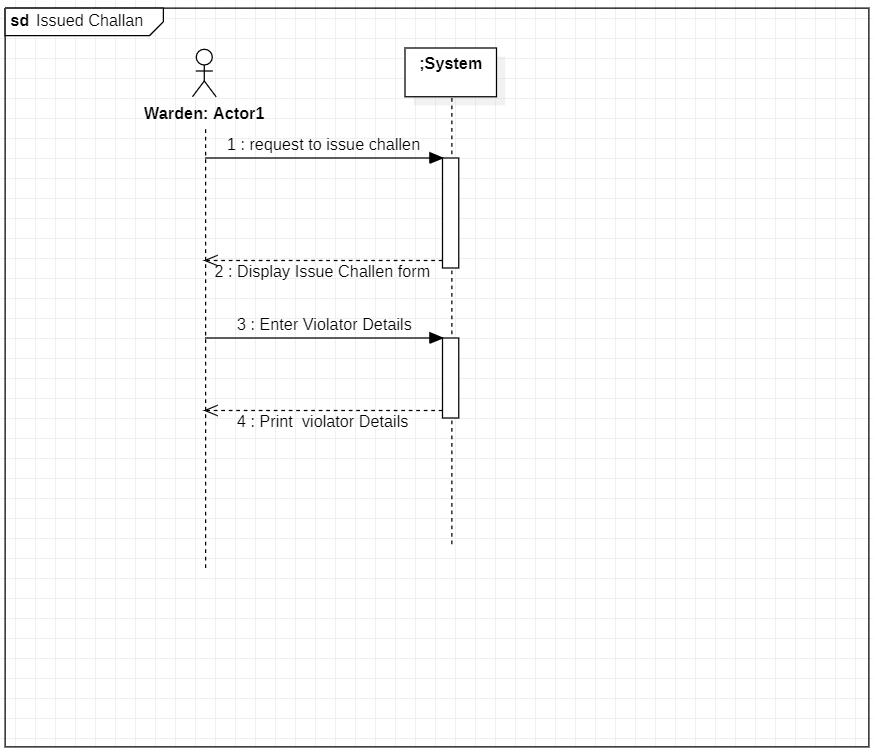 sd Issued Challan
;System
Warden: Actor1
1 : request to issue challen
2 : Display Issue Challen form
3 : Enter Violator Details
4 : Print  violator Details